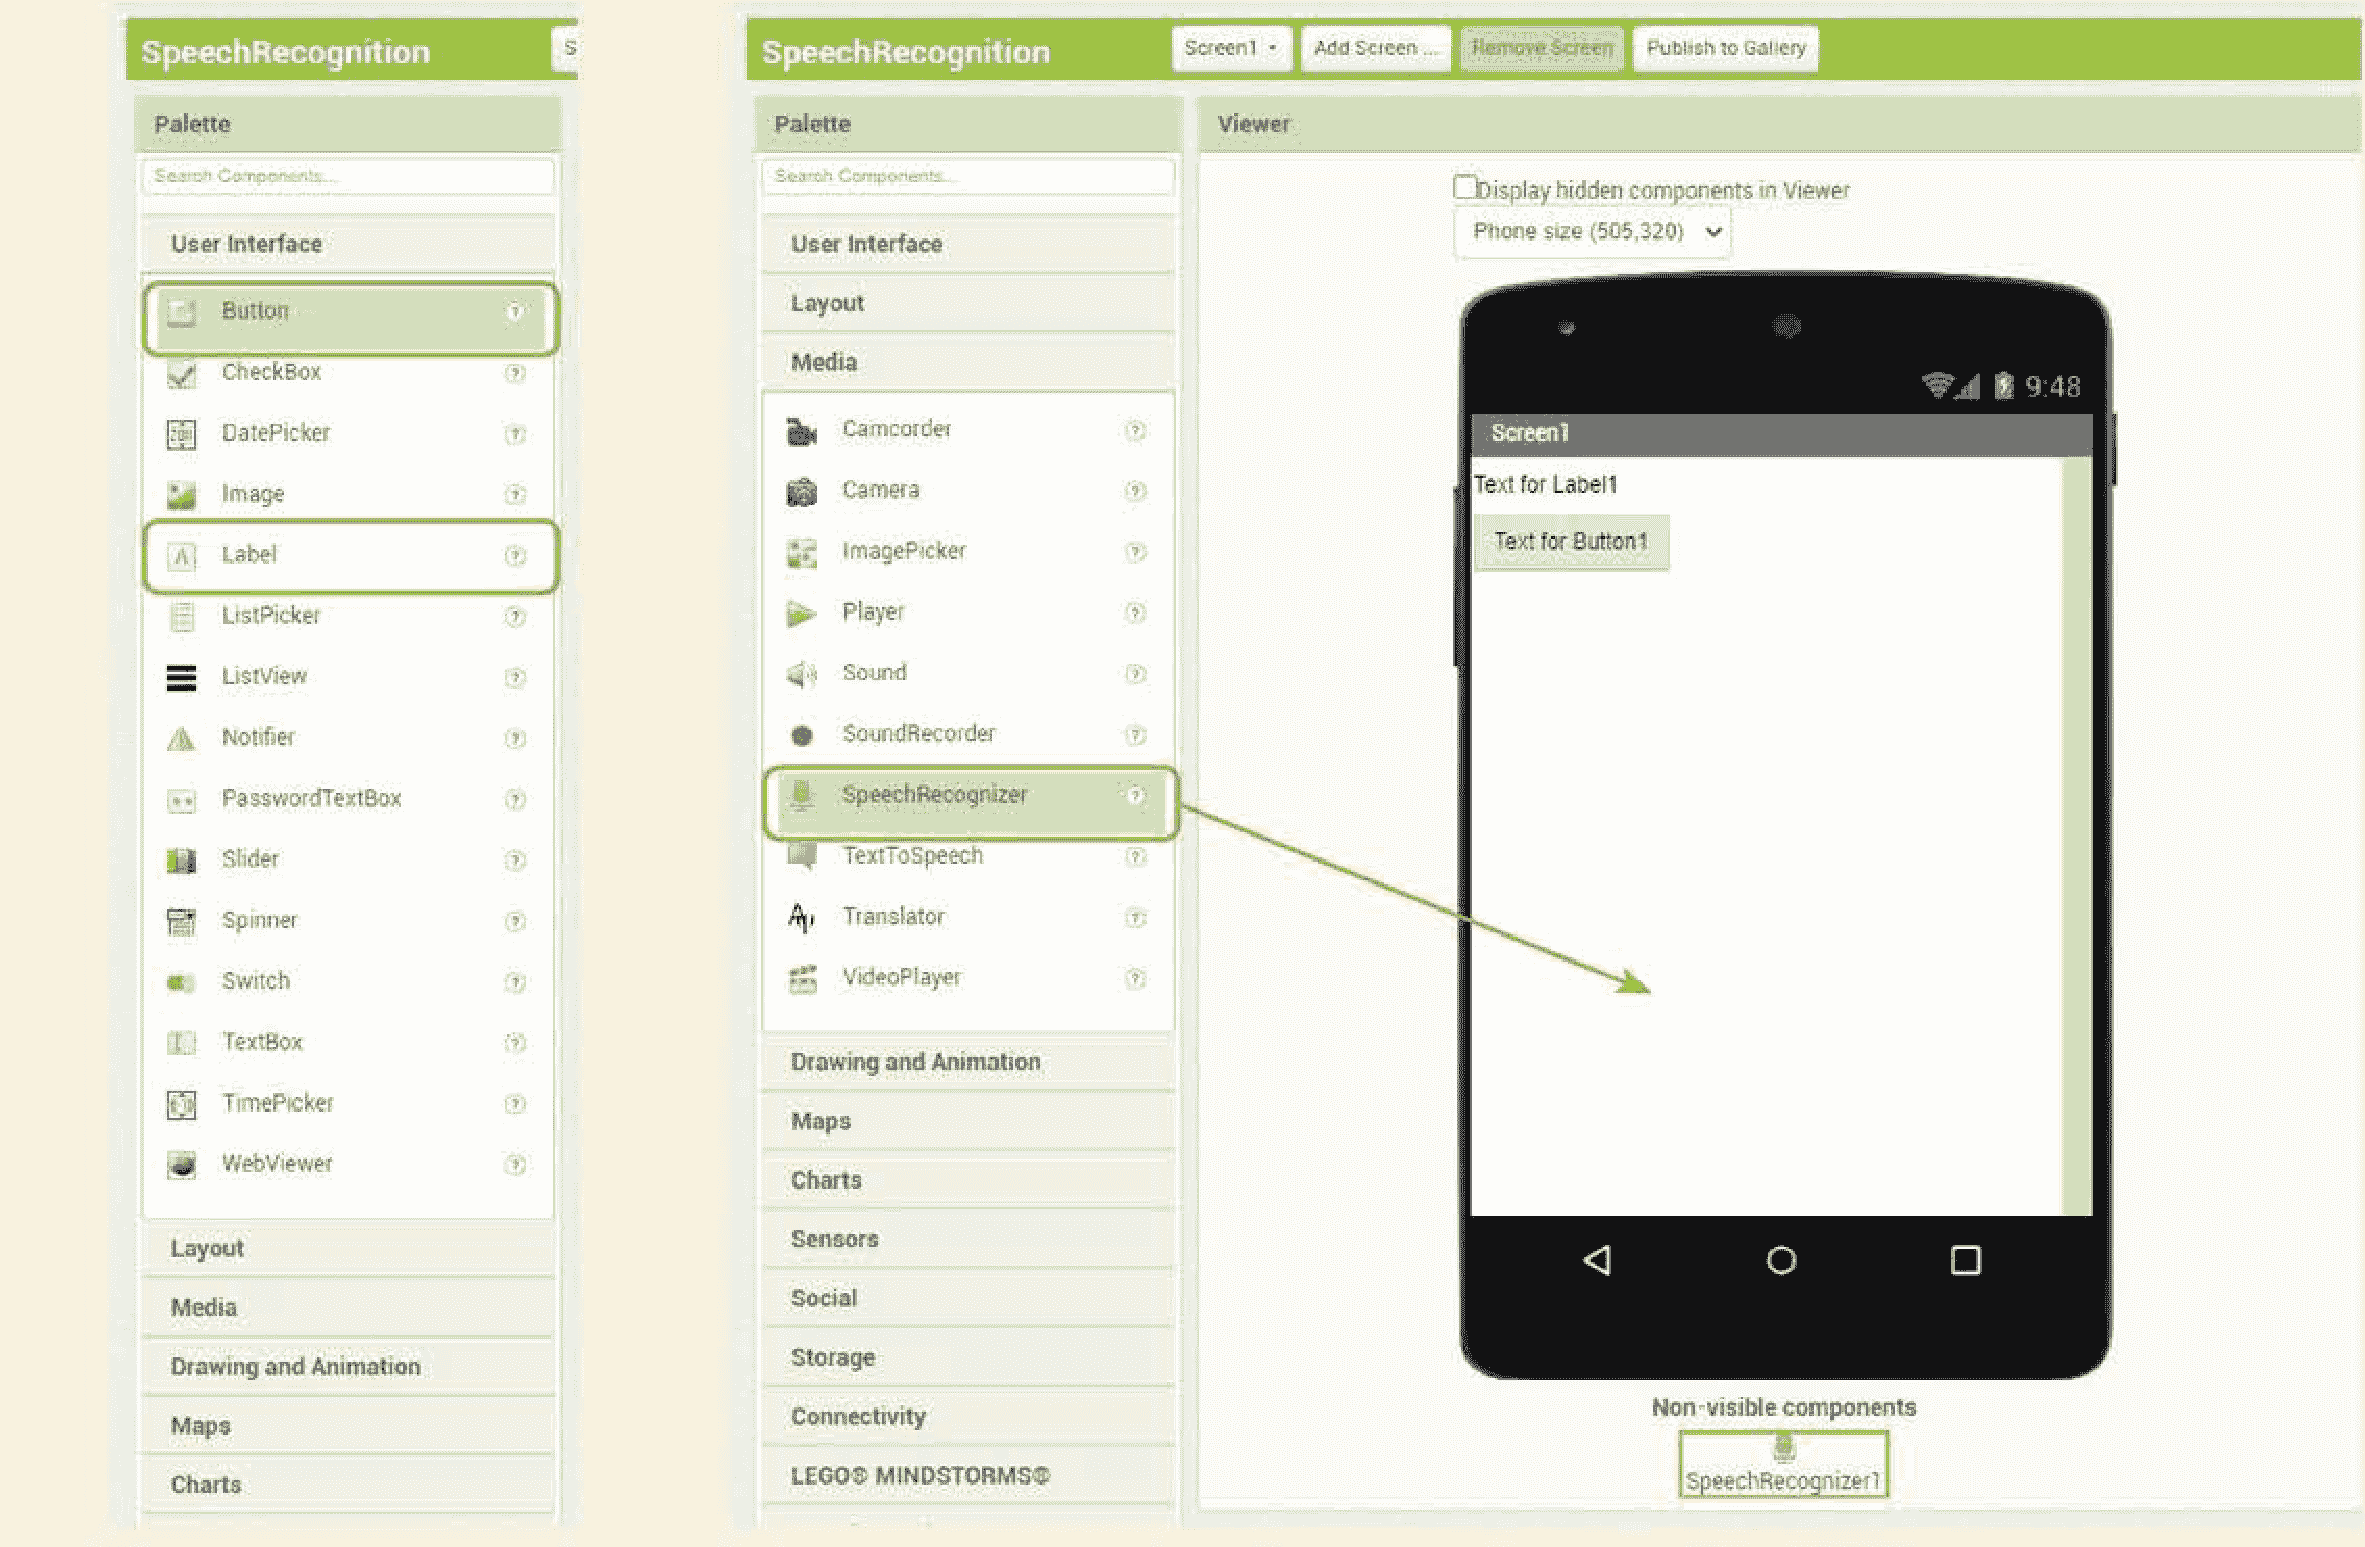 SpeechRecognition
S
Palette
Search Components...
User Interface
Button
CheckBox
DatePicker
Image
Label
ListPicker
ListView
Notifier
PasswordTextBox
Slider
Spinner
Switch
TextBox
TimePicker
WebViewer
Layout
Media
Drawing and Animation
Maps
Charts
SpeechRecognition
Screen1
Add Screen ...
Remove Screen
Publish to Gallery
Palette
Search Components...
User Interface
Layout
Media
Camcorder
Camera
ImagePicker
Player
Sound
SoundRecorder
SpeechRecognizer
TextToSpeech
Translator
VideoPlayer
Drawing and Animation
Maps
Charts
Sensors
Social
Storage
Connectivity
LEGO® MINDSTORMS®
Viewer
Display hidden components in Viewer
Phone size (505,320)
9:48
Screen1
Text for Label1
Text for Button1
Non-visible components
SpeechRecognizer1